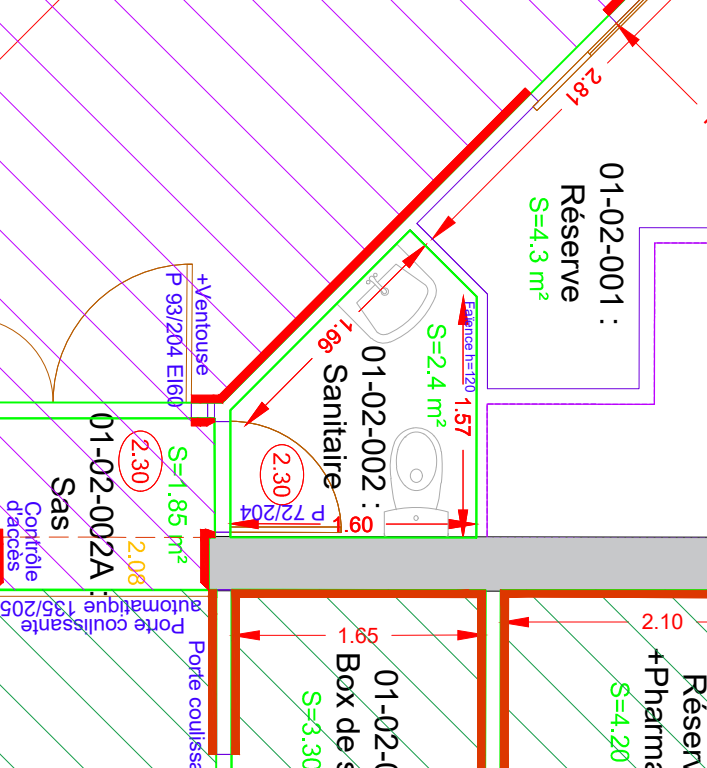 2.81
01-02-001 :
Réserve
S=4.3 m²
+Ventouse
P 93/204 EI60
1.66
01-02-002 :
Sanitaire
S=2.4 m²
Faïence h=120
1.57
2.30
P 72/204
1.60
01-02-002A :
Sas
S=1.85 m²
2.30
2.08
Contrôle
d'accès
Porte coulissante
automatique 135/205
Porte coulissa
1.65
01-02-0
Box de s
S=3.30
2.10
Réserv
+Pharma
S=4.20